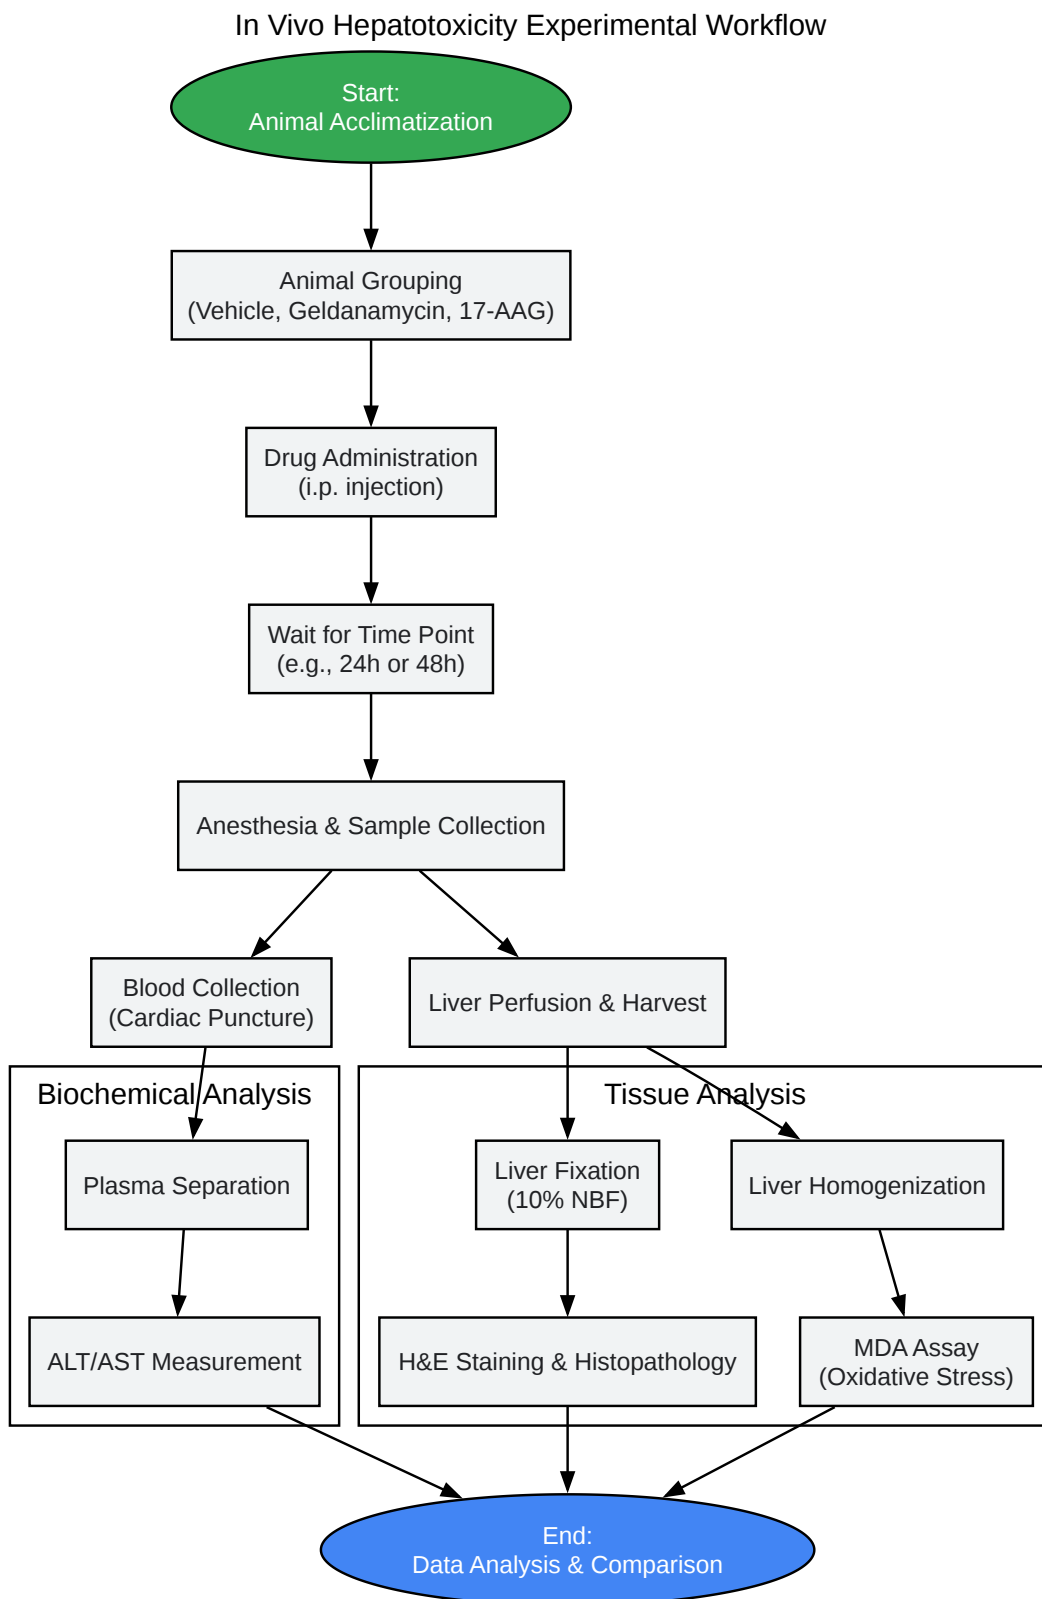 In Vivo Hepatotoxicity Experimental Workflow
Start:
Animal Acclimatization
Animal Grouping
(Vehicle, Geldanamycin, 17-AAG)
Drug Administration
(i.p. injection)
Wait for Time Point
(e.g., 24h or 48h)
Anesthesia & Sample Collection
Blood Collection
(Cardiac Puncture)
Liver Perfusion & Harvest
Biochemical Analysis
Tissue Analysis
Plasma Separation
Liver Fixation
(10% NBF)
Liver Homogenization
ALT/AST Measurement
H&E Staining & Histopathology
MDA Assay
(Oxidative Stress)
End:
Data Analysis & Comparison